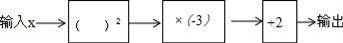 输入x ( )² ×(-3) +2 输出